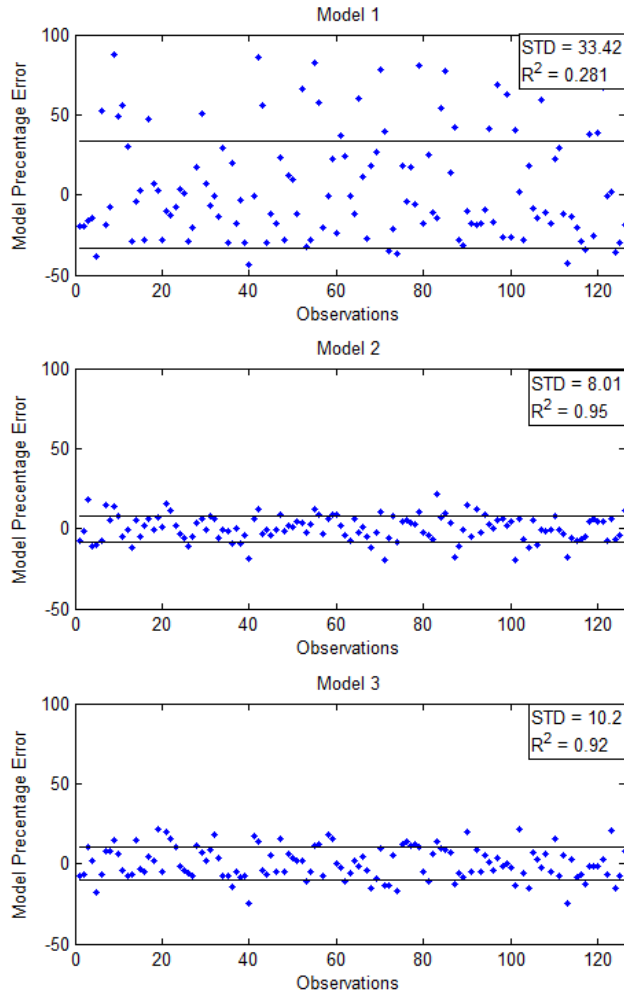 Model 1
100
STD = 33.42
R² = 0.281
50
0
-50
Model Precentage Error
0 20 40 60 80 100 120
Observations
Model 2
100
STD = 8.01
R² = 0.95
50
0
-50
Model Precentage Error
0 20 40 60 80 100 120
Observations
Model 3
100
STD = 10.2
R² = 0.92
50
0
-50
Model Precentage Error
0 20 40 60 80 100 120
Observations